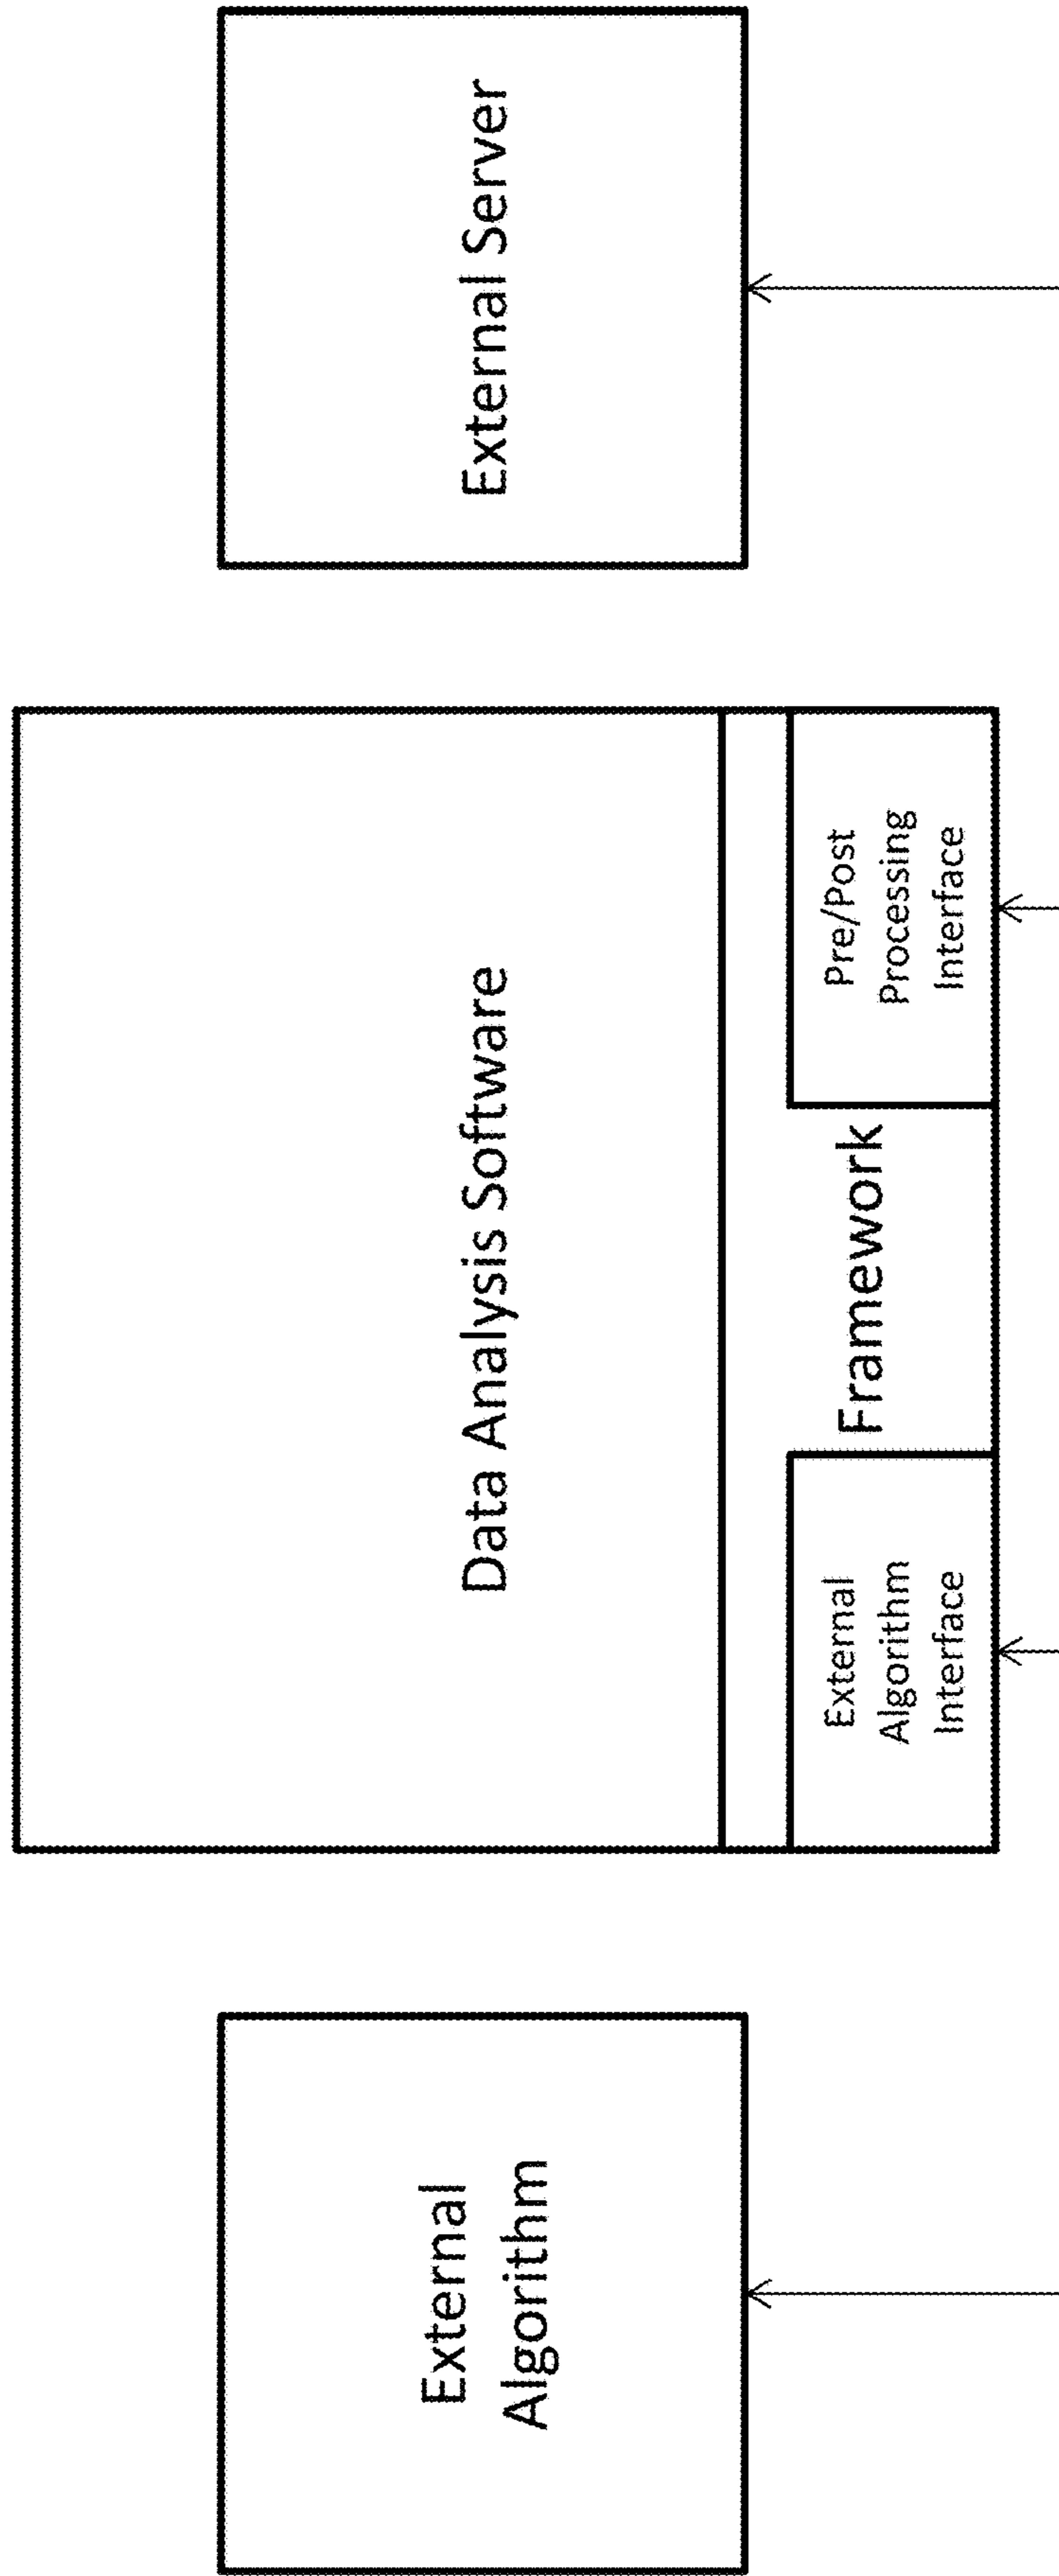 External
Algorithm
Data Analysis Software
External
Algorithm
Interface
Framework
Pre/Post
Processing
Interface
External Server